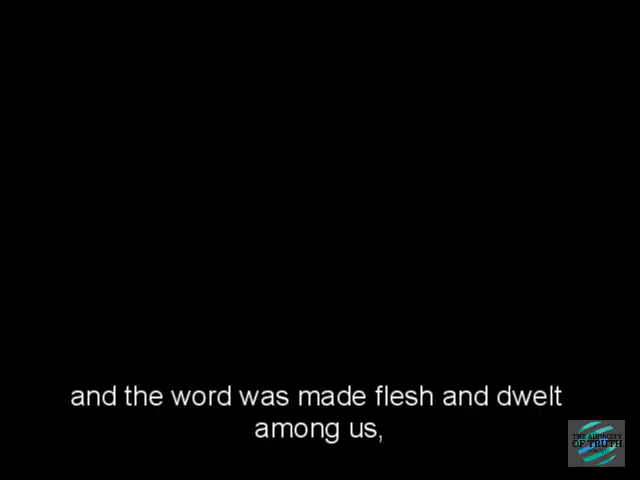 and the word was made flesh and dwelt
among us,
THE AUDACITY
OF TRUTH